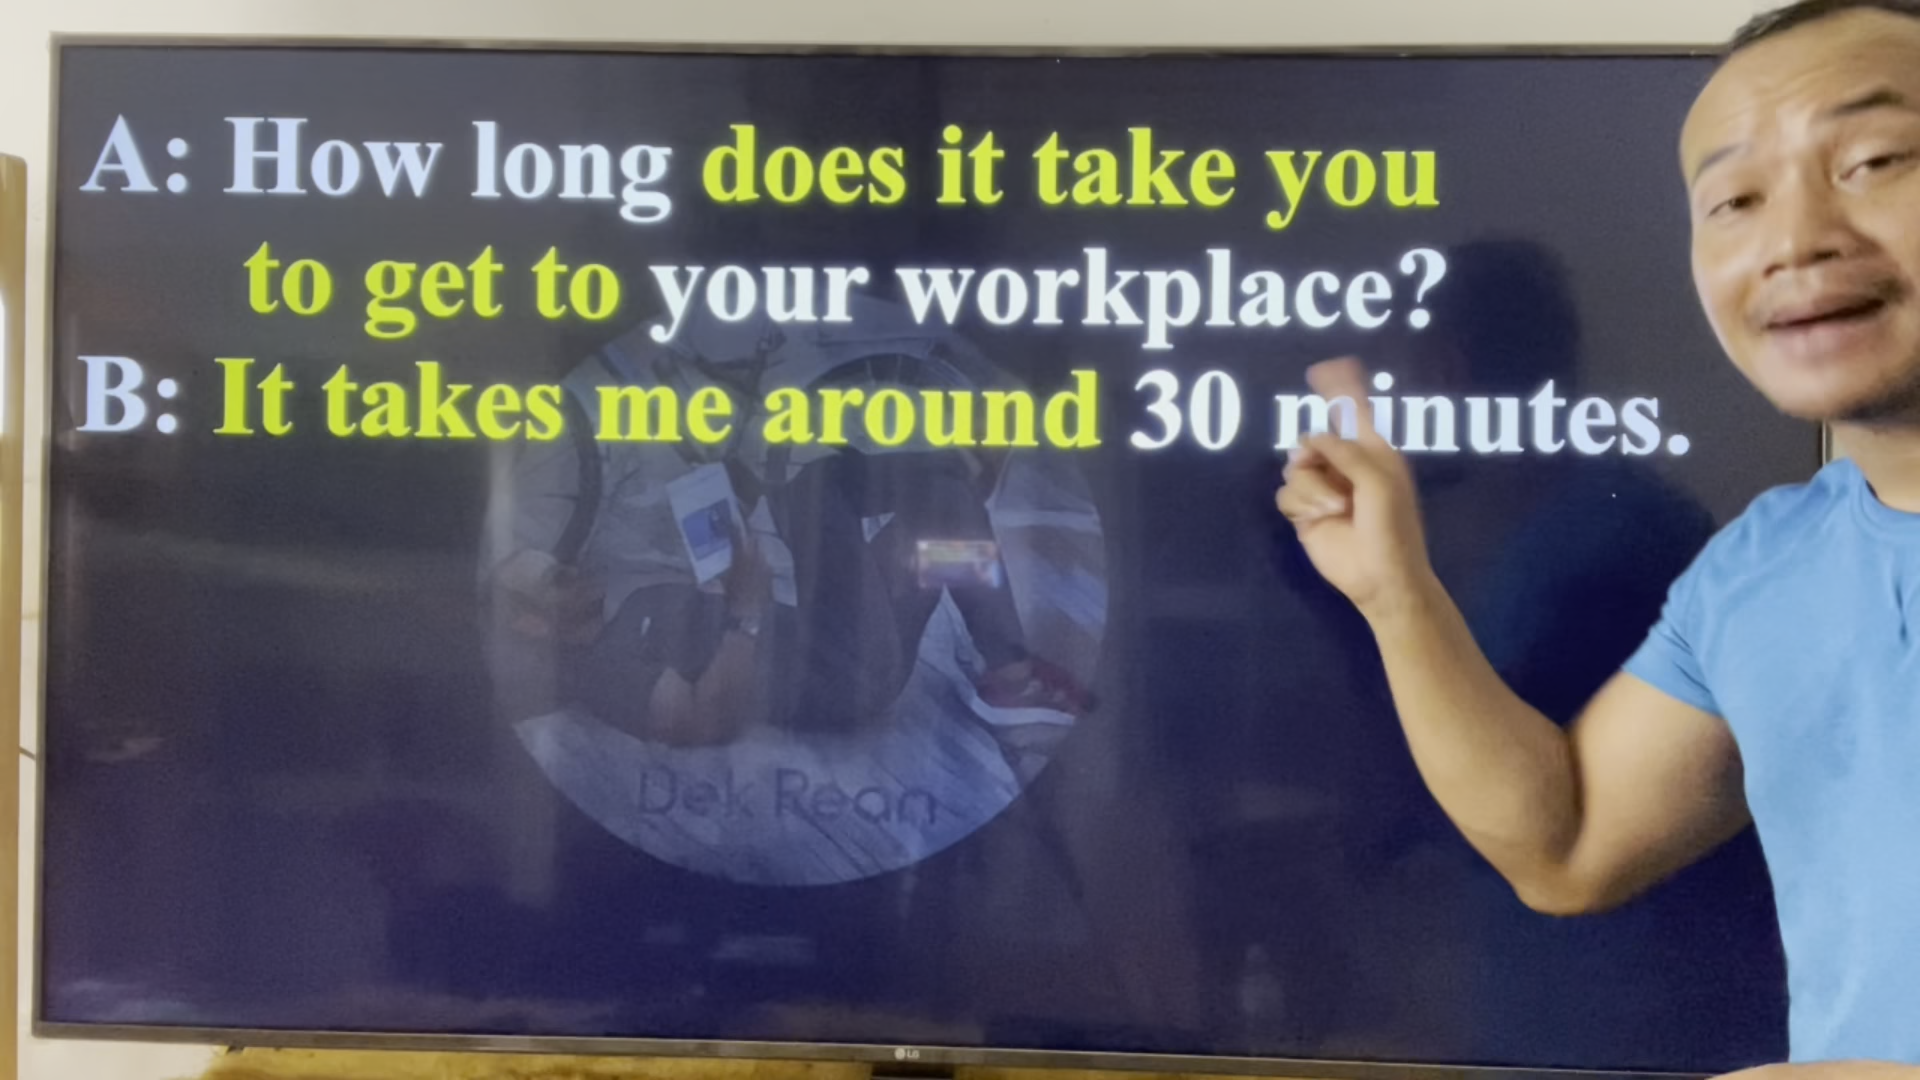 A: How long does it take you
to get to your workplace?
B: It takes me around 30 minutes.
Dek Rean
LG